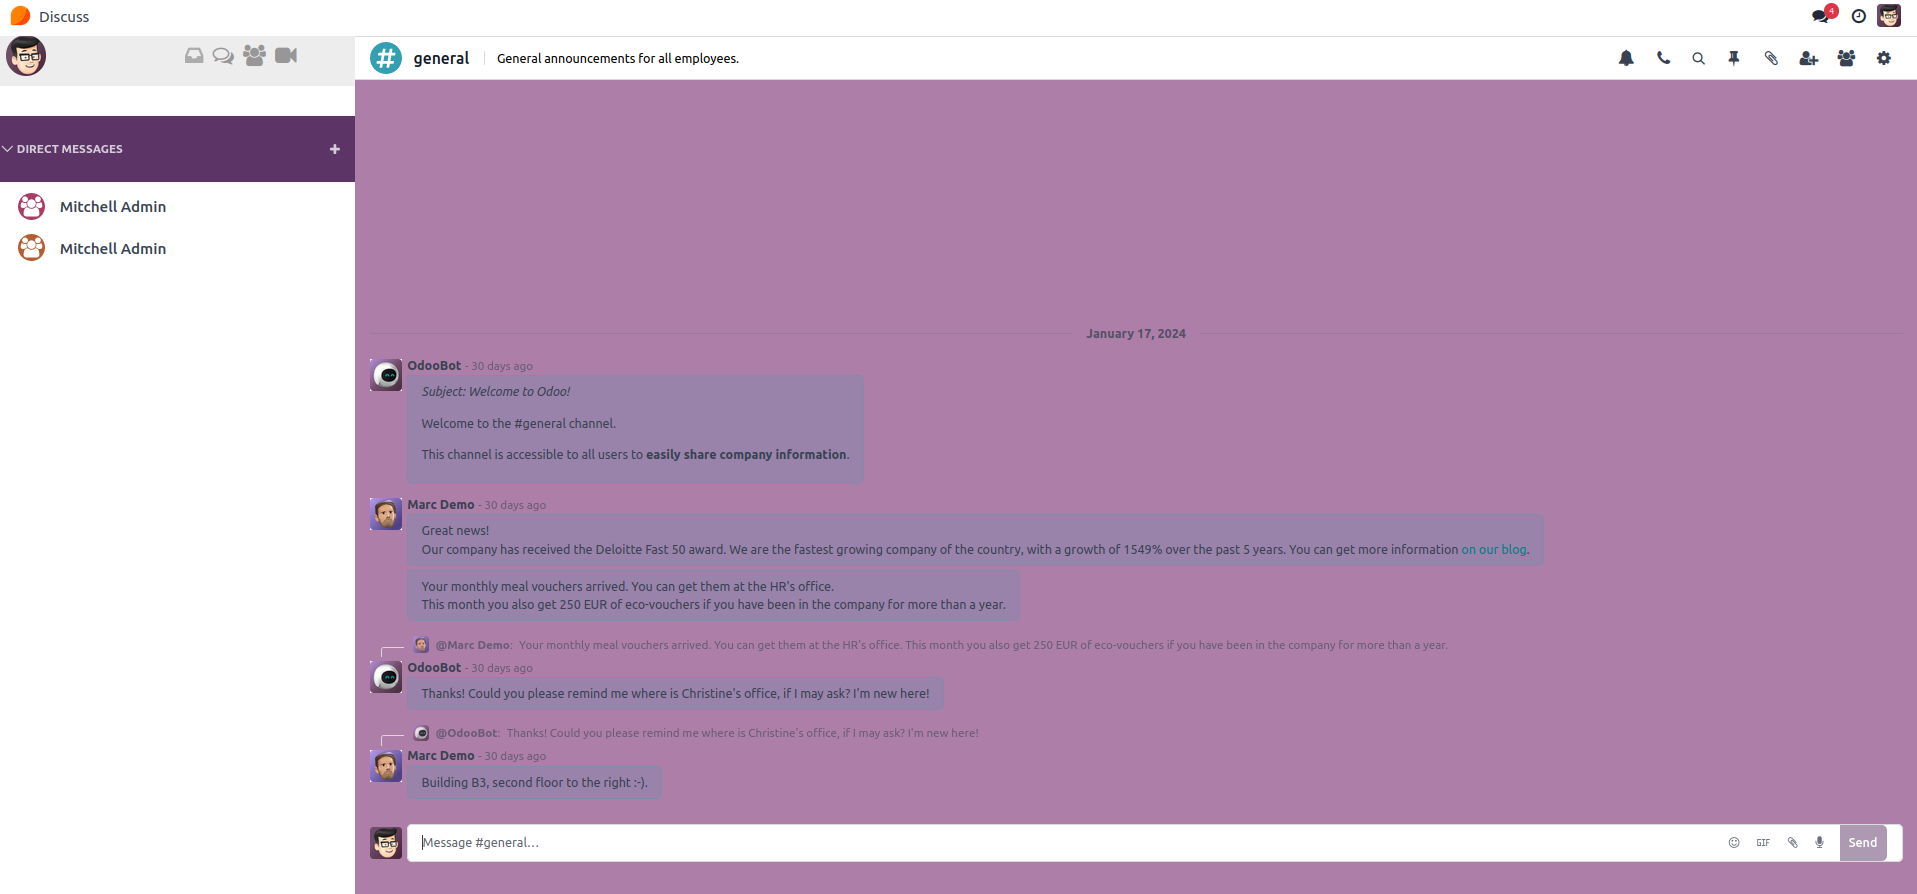 Discuss
4
general
General announcements for all employees.
DIRECT MESSAGES
Mitchell Admin
Mitchell Admin
January 17, 2024
OdooBot - 30 days ago
Subject: Welcome to Odoo!
Welcome to the #general channel.
This channel is accessible to all users to easily share company information.
Marc Demo - 30 days ago
Great news!
Our company has received the Deloitte Fast 50 award. We are the fastest growing company of the country, with a growth of 1549% over the past 5 years. You can get more information on our blog.
Your monthly meal vouchers arrived. You can get them at the HR's office.
This month you also get 250 EUR of eco-vouchers if you have been in the company for more than a year.
@Marc Demo: Your monthly meal vouchers arrived. You can get them at the HR's office. This month you also get 250 EUR of eco-vouchers if you have been in the company for more than a year.
OdooBot - 30 days ago
Thanks! Could you please remind me where is Christine's office, if I may ask? I'm new here!
@OdooBot: Thanks! Could you please remind me where is Christine's office, if I may ask? I'm new here!
Marc Demo - 30 days ago
Building B3, second floor to the right :-).
Message #general...
GIF
Send